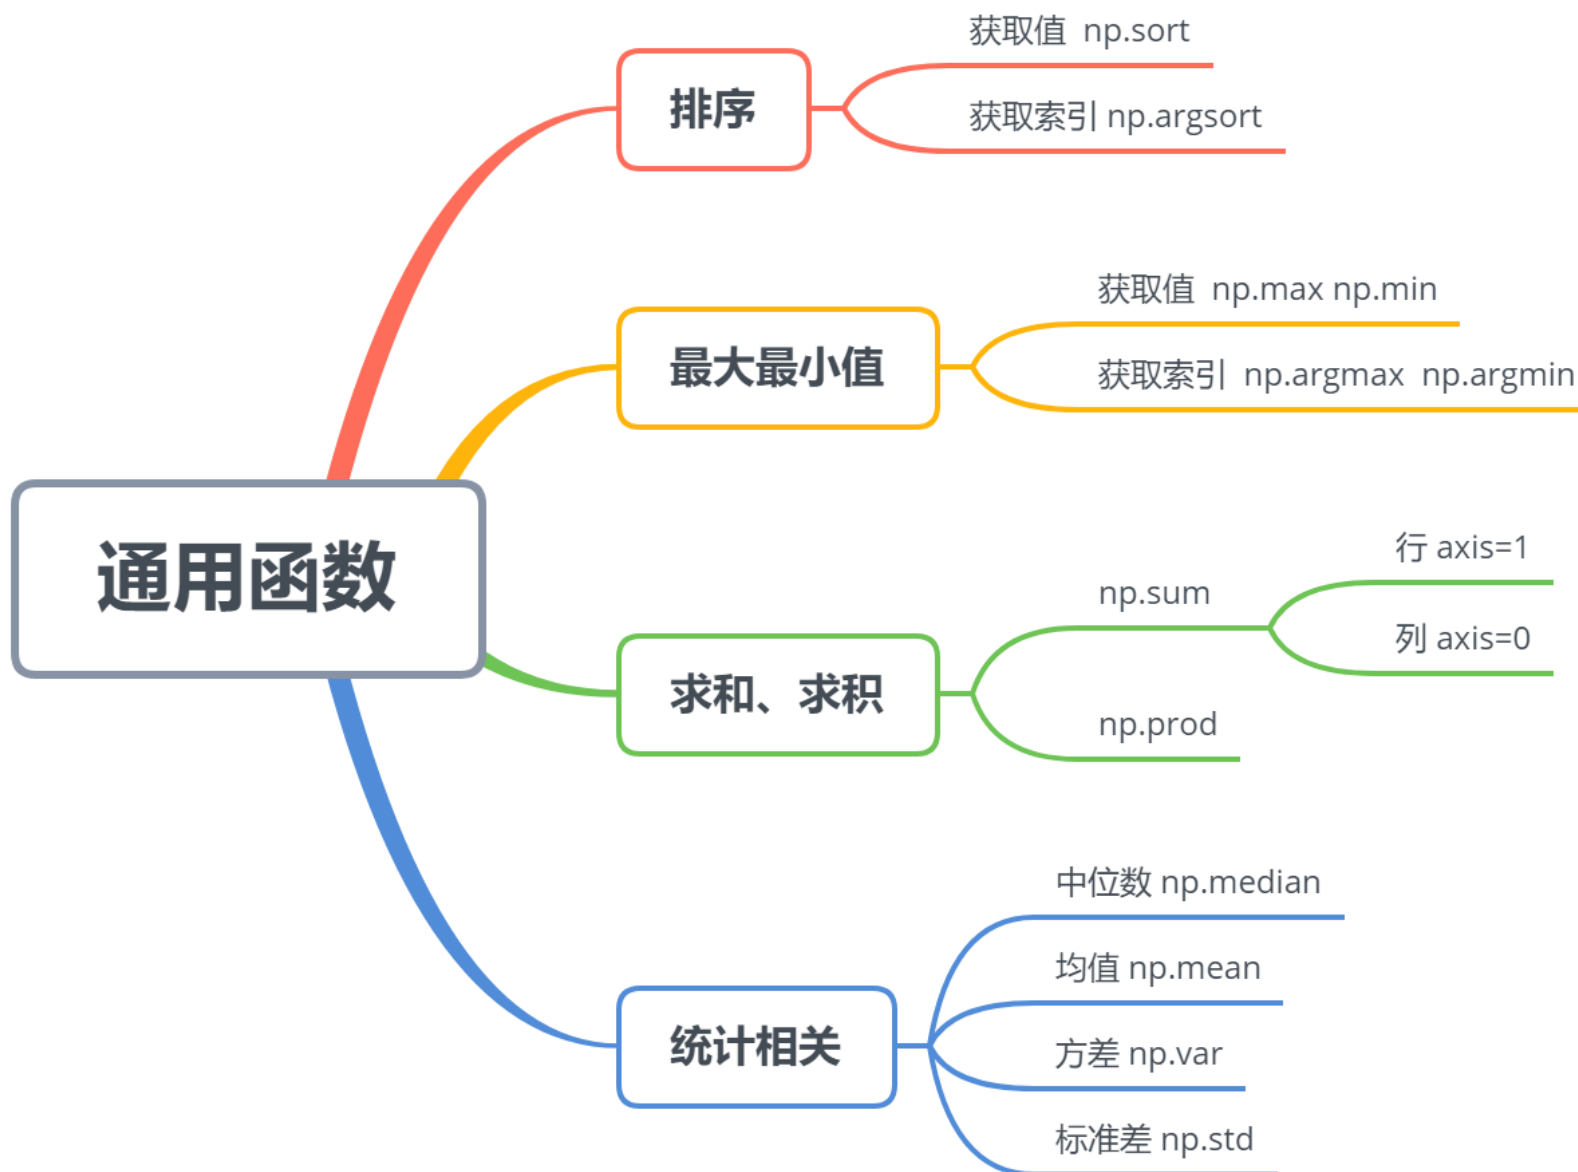 通用函数
排序
获取值 np.sort
获取索引 np.argsort
最大最小值
获取值 np.max np.min
获取索引 np.argmax np.argmin
求和、求积
np.sum
行 axis=1
列 axis=0
np.prod
统计相关
中位数 np.median
均值 np.mean
方差 np.var
标准差 np.std